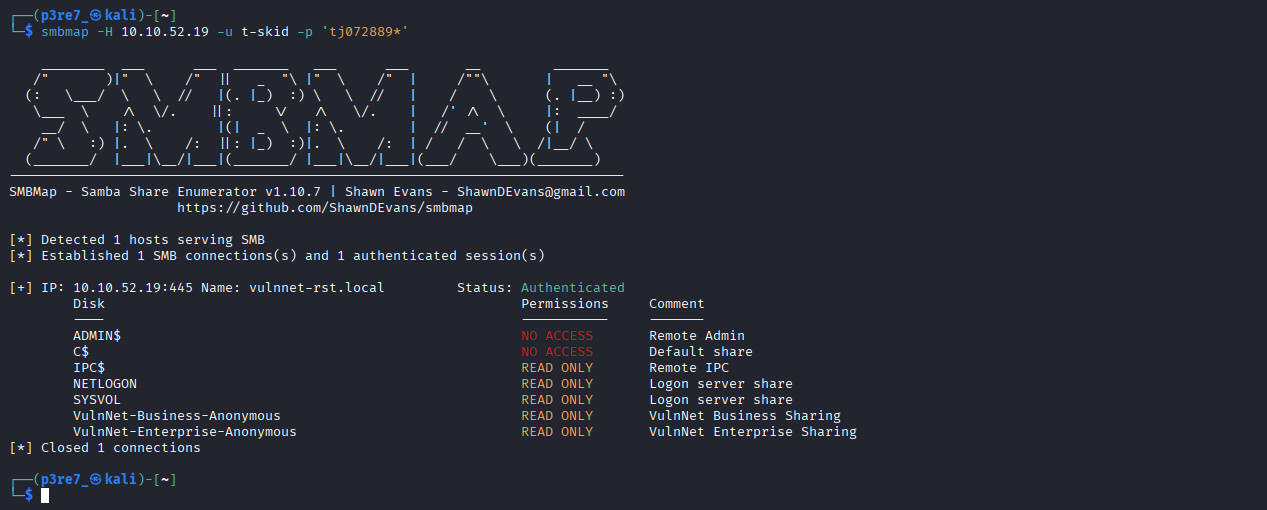 ┌──(p3re7_㉿kali)-[~]
└─$ smbmap -H 10.10.52.19 -u t-skid -p 'tj072889*'
SMBMAP
SMBMap - Samba Share Enumerator v1.10.7 | Shawn Evans - ShawnDEvans@gmail.com
https://github.com/ShawnDEvans/smbmap
[*] Detected 1 hosts serving SMB
[*] Established 1 SMB connections(s) and 1 authenticated session(s)
[+] IP: 10.10.52.19:445 Name: vulnnet-rst.local Status: Authenticated
Disk Permissions Comment
---- ----------- -------
ADMIN$ NO ACCESS Remote Admin
C$ NO ACCESS Default share
IPC$ READ ONLY Remote IPC
NETLOGON READ ONLY Logon server share
SYSVOL READ ONLY Logon server share
VulnNet-Business-Anonymous READ ONLY VulnNet Business Sharing
VulnNet-Enterprise-Anonymous READ ONLY VulnNet Enterprise Sharing
[*] Closed 1 connections
┌──(p3re7_㉿kali)-[~]
└─$